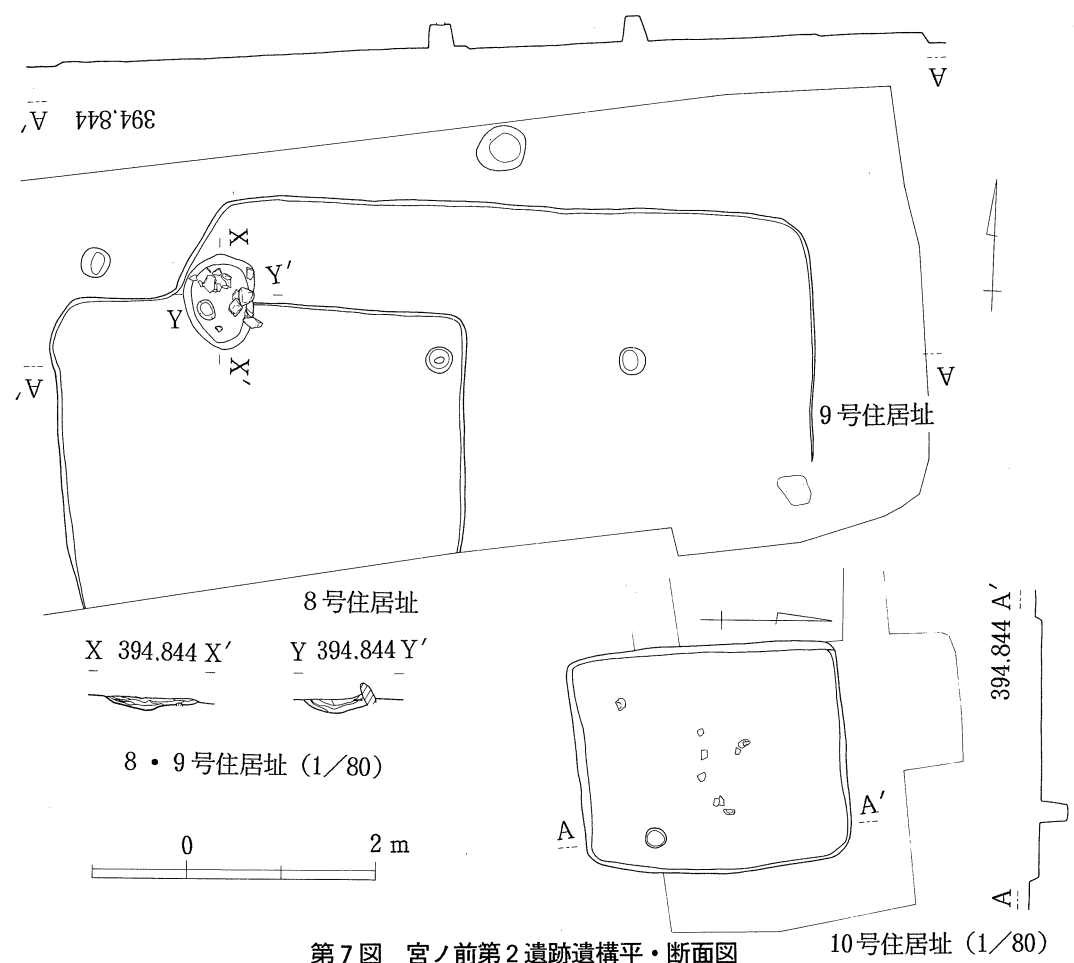 A
A′ 394.844
X
Y′
Y
X′
A′
A
9号住居址
8号住居址
X 394.844 X′
Y 394.844 Y′
8・9号住居址（1／80）
0 2 m
394.844 A′
A
A′
A
10号住居址（1／80）
第7図 宮ノ前第2遺跡遺構平・断面図